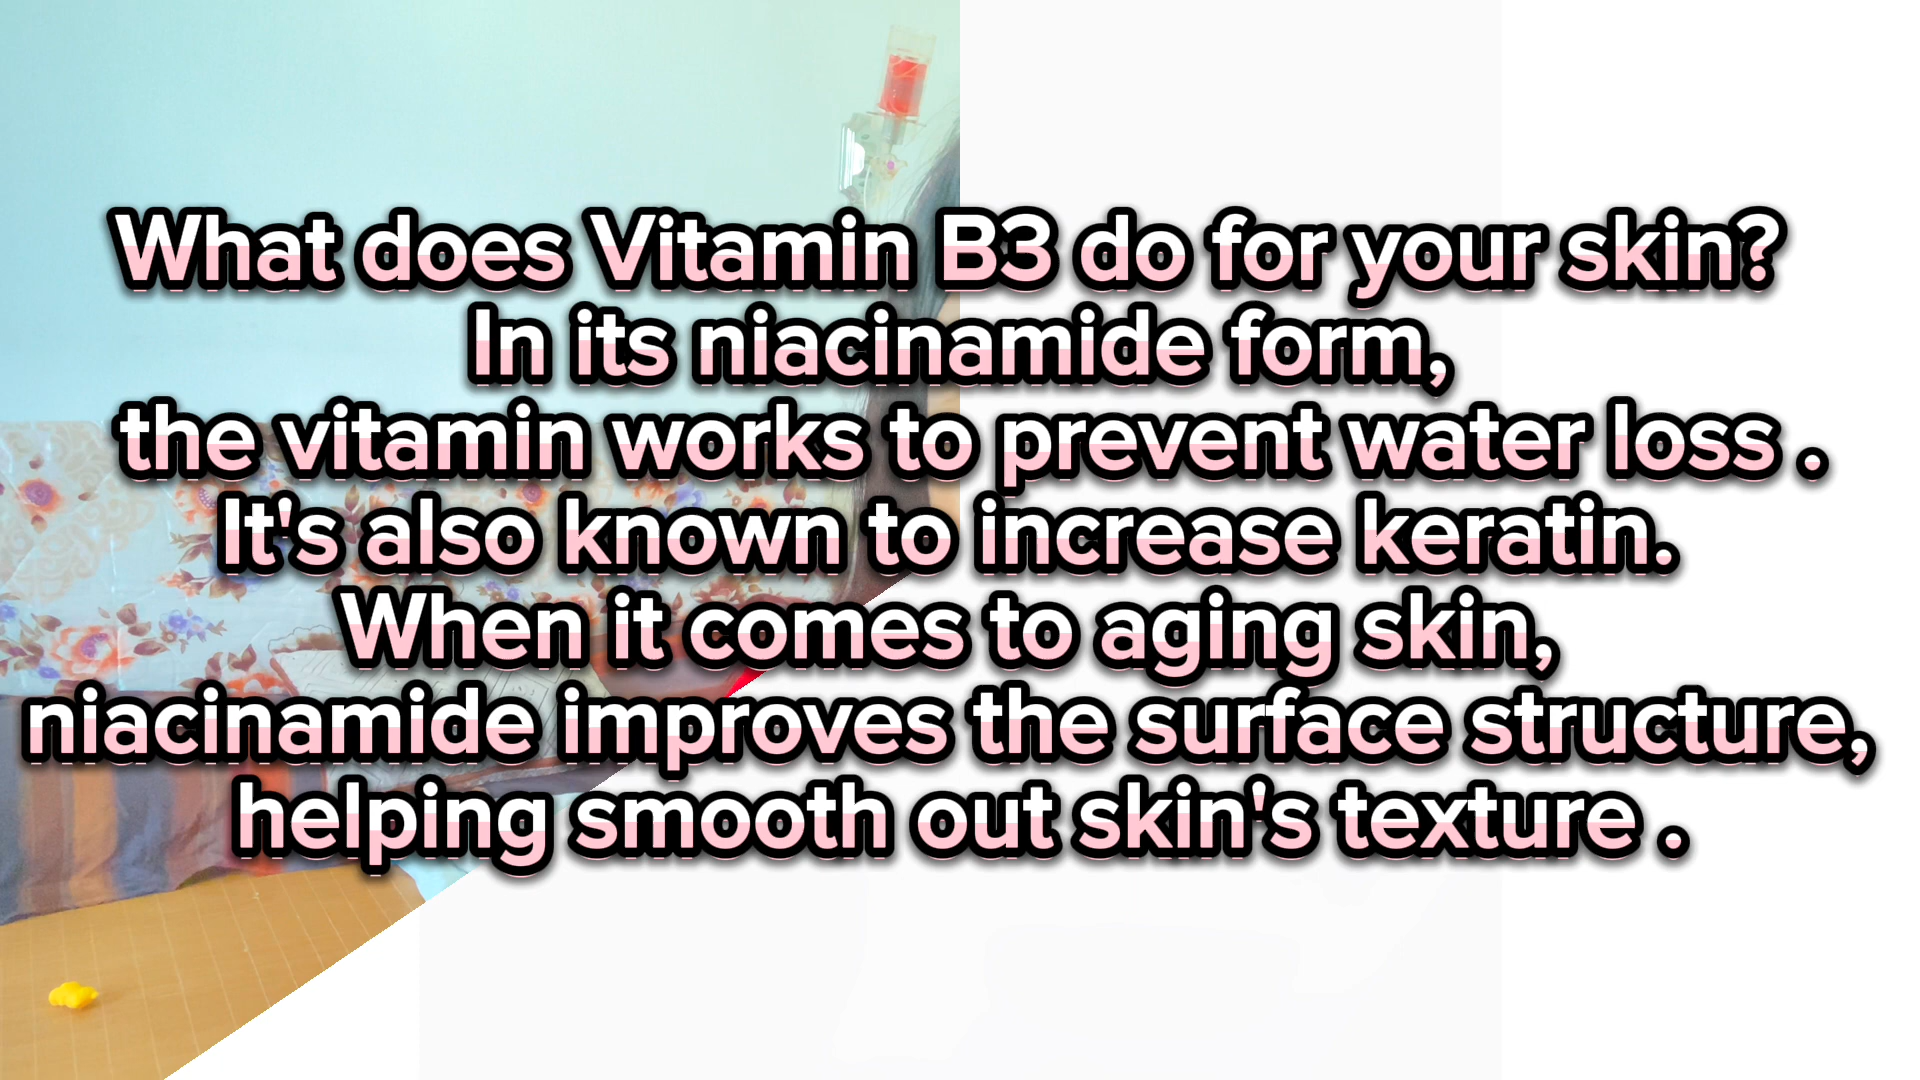 What does Vitamin B3 do for your skin?
In its niacinamide form,
the vitamin works to prevent water loss .
It's also known to increase keratin.
When it comes to aging skin,
niacinamide improves the surface structure,
helping smooth out skin's texture .